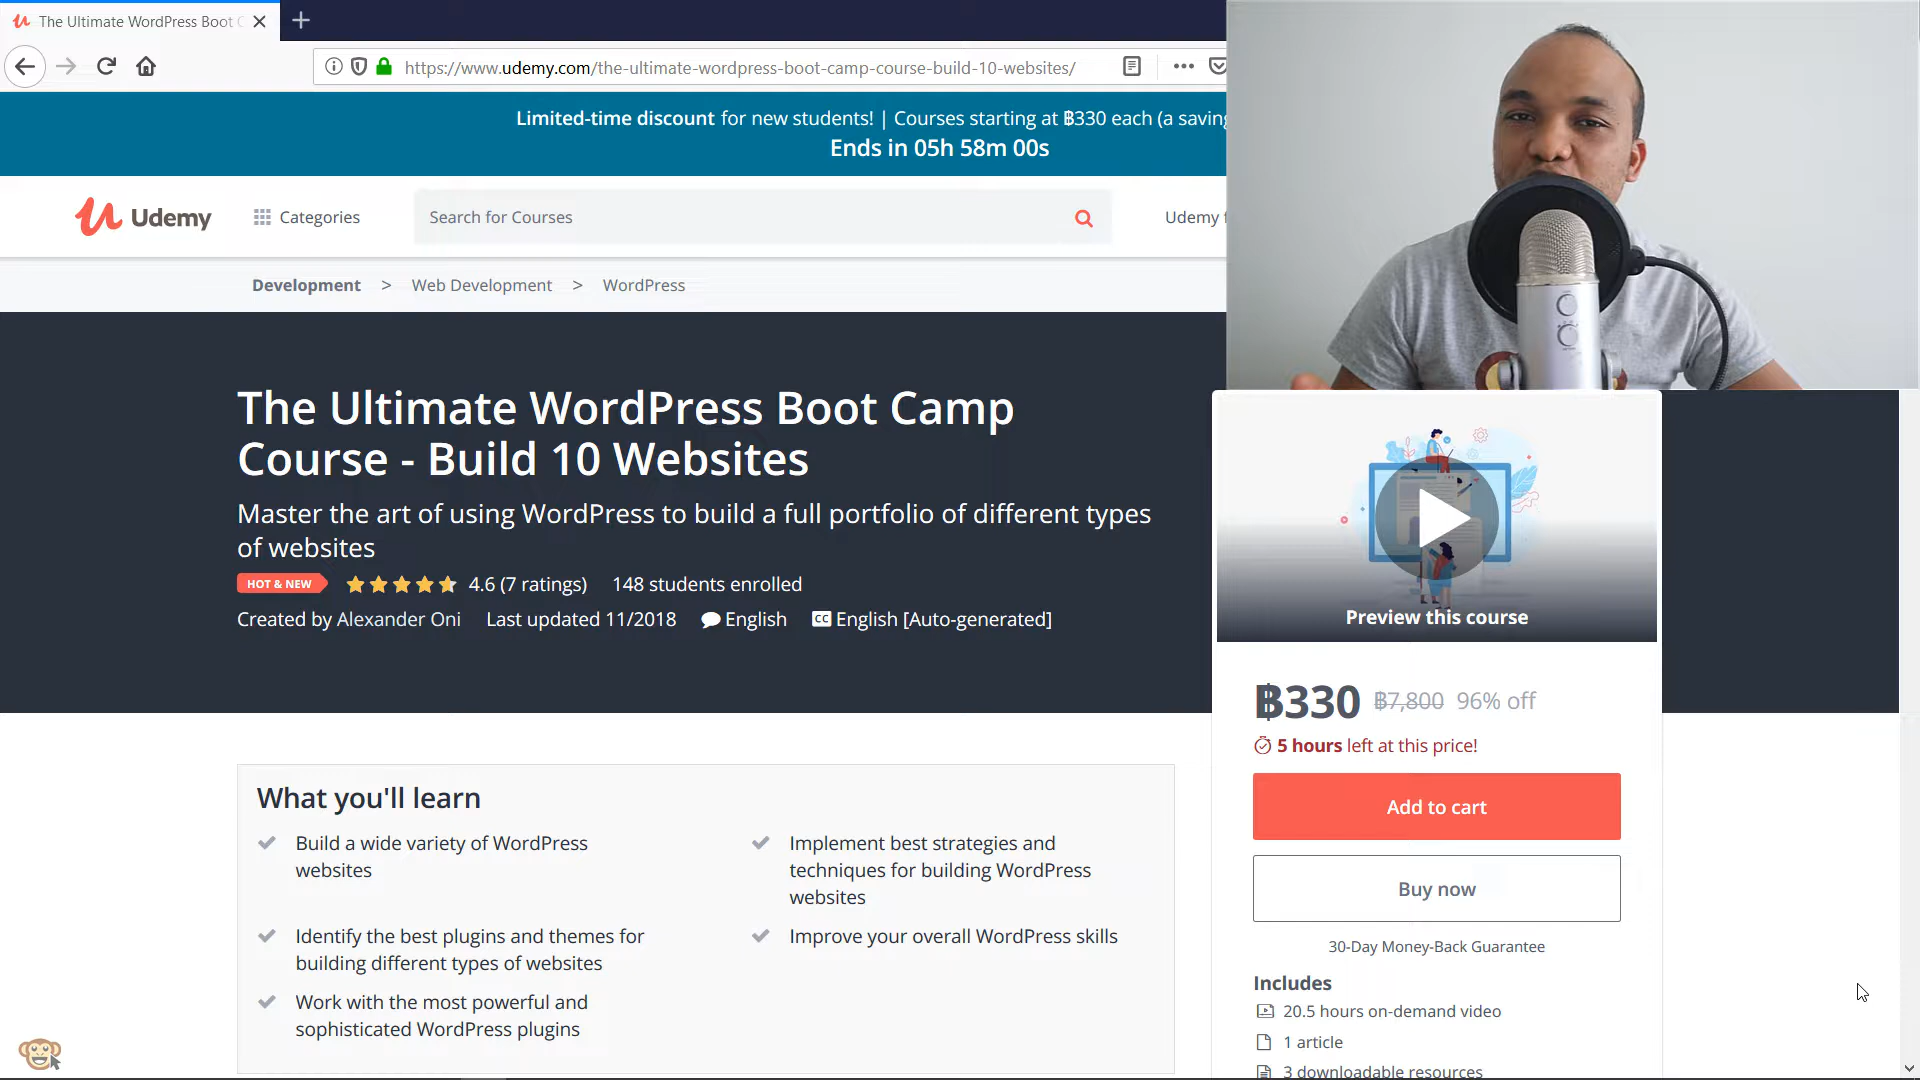 The Ultimate WordPress Boot C
https://www.udemy.com/the-ultimate-wordpress-boot-camp-course-build-10-websites/
Limited-time discount for new students! | Courses starting at ฿330 each (a saving
Ends in 05h 58m 00s
Udemy
Categories
Search for Courses
Udemy f
Development > Web Development > WordPress
The Ultimate WordPress Boot Camp
Course - Build 10 Websites
Master the art of using WordPress to build a full portfolio of different types
of websites
HOT & NEW 4.6 (7 ratings) 148 students enrolled
Created by Alexander Oni Last updated 11/2018 English CC English [Auto-generated]
Preview this course
฿330 ฿7,800 96% off
5 hours left at this price!
Add to cart
Buy now
30-Day Money-Back Guarantee
Includes
20.5 hours on-demand video
1 article
3 downloadable resources
What you'll learn
Build a wide variety of WordPress
websites
Implement best strategies and
techniques for building WordPress
websites
Identify the best plugins and themes for
building different types of websites
Improve your overall WordPress skills
Work with the most powerful and
sophisticated WordPress plugins